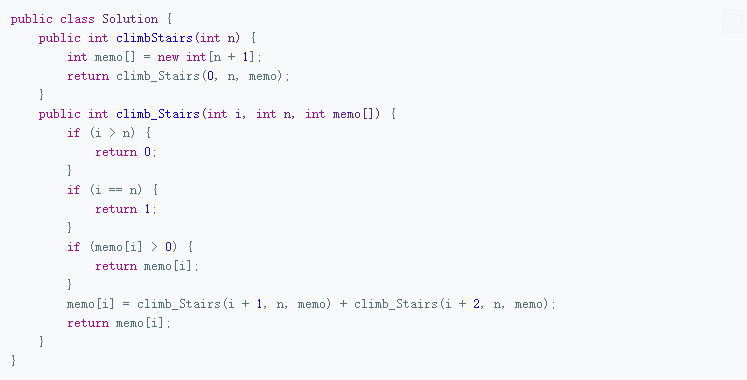 public class Solution {
    public int climbStairs(int n) {
        int memo[] = new int[n + 1];
        return climb_Stairs(0, n, memo);
    }
    public int climb_Stairs(int i, int n, int memo[]) {
        if (i > n) {
            return 0;
        }
        if (i == n) {
            return 1;
        }
        if (memo[i] > 0) {
            return memo[i];
        }
        memo[i] = climb_Stairs(i + 1, n, memo) + climb_Stairs(i + 2, n, memo);
        return memo[i];
    }
}